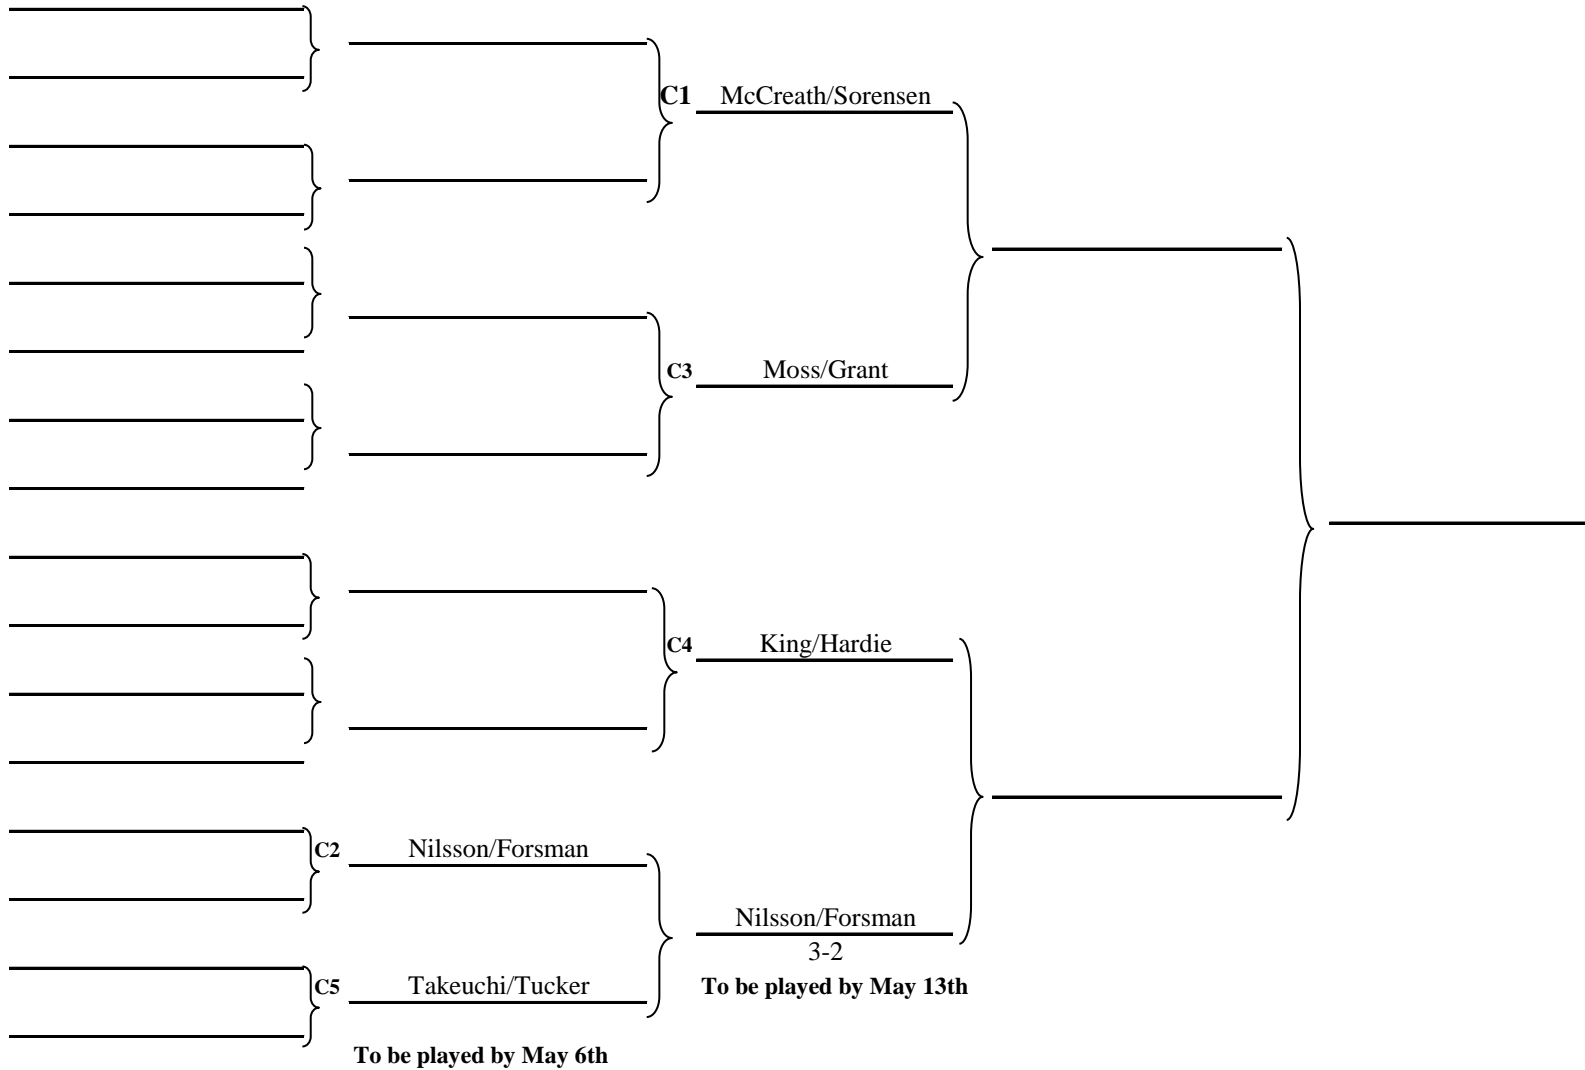 C1 McCreath/Sorensen
C3 Moss/Grant
C4 King/Hardie
C2 Nilsson/Forsman
Nilsson/Forsman
3-2
C5 Takeuchi/Tucker
To be played by May 13th
To be played by May 6th